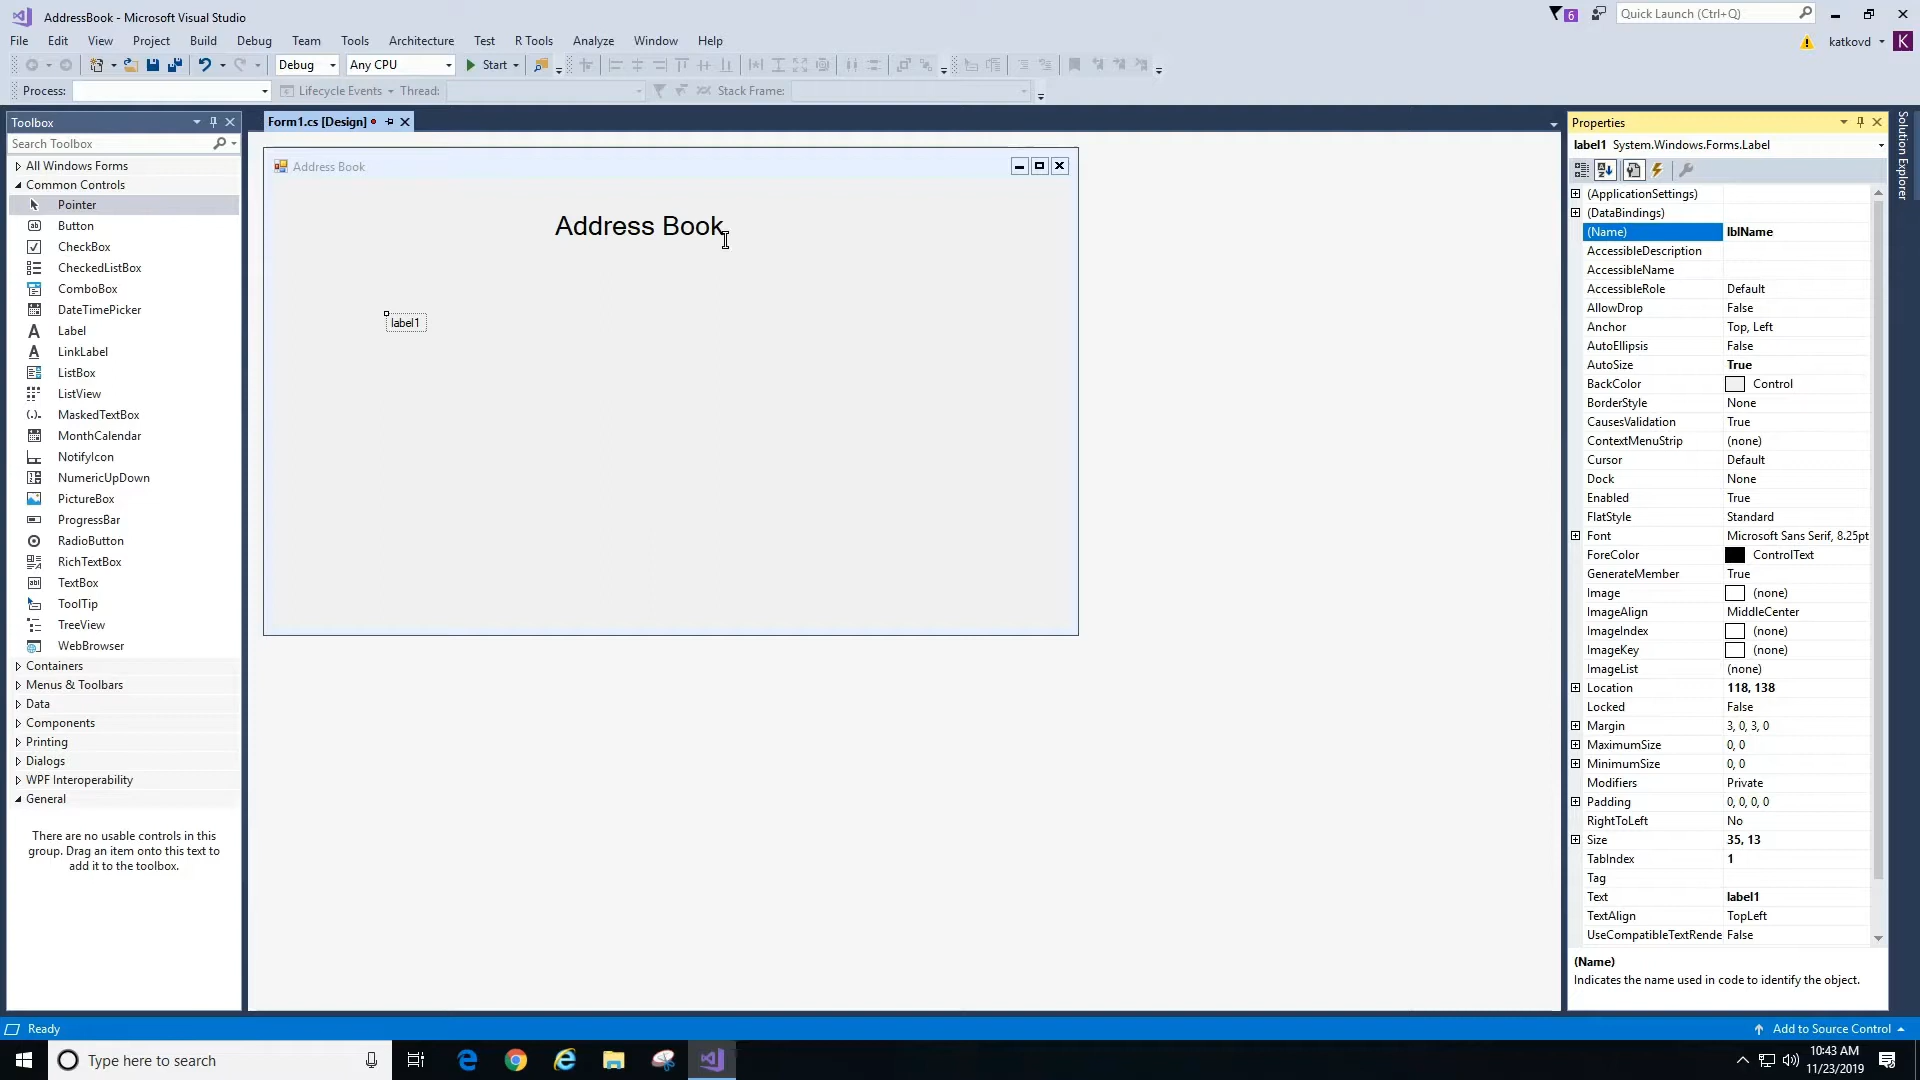 AddressBook - Microsoft Visual Studio
6
Quick Launch (Ctrl+Q)
File Edit View Project Build Debug Team Tools Architecture Test R Tools Analyze Window Help
katkovd K
Debug Any CPU Start
Process: Lifecycle Events Thread: Stack Frame:
Toolbox
Search Toolbox
All Windows Forms
Common Controls
Pointer
Button
CheckBox
CheckedListBox
ComboBox
DateTimePicker
Label
LinkLabel
ListBox
ListView
MaskedTextBox
MonthCalendar
NotifyIcon
NumericUpDown
PictureBox
ProgressBar
RadioButton
RichTextBox
TextBox
ToolTip
TreeView
WebBrowser
Containers
Menus & Toolbars
Data
Components
Printing
Dialogs
WPF Interoperability
General
There are no usable controls in this
group. Drag an item onto this text to
add it to the toolbox.
Form1.cs [Design]
Address Book
Address Book
label1
Properties
label1 System.Windows.Forms.Label
(ApplicationSettings)
(DataBindings)
(Name) lblName
AccessibleDescription
AccessibleName
AccessibleRole Default
AllowDrop False
Anchor Top, Left
AutoEllipsis False
AutoSize True
BackColor Control
BorderStyle None
CausesValidation True
ContextMenuStrip (none)
Cursor Default
Dock None
Enabled True
FlatStyle Standard
Font Microsoft Sans Serif, 8.25pt
ForeColor ControlText
GenerateMember True
Image (none)
ImageAlign MiddleCenter
ImageIndex (none)
ImageKey (none)
ImageList (none)
Location 118, 138
Locked False
Margin 3, 0, 3, 0
MaximumSize 0, 0
MinimumSize 0, 0
Modifiers Private
Padding 0, 0, 0, 0
RightToLeft No
Size 35, 13
TabIndex 1
Tag
Text label1
TextAlign TopLeft
UseCompatibleTextRende False
(Name)
Indicates the name used in code to identify the object.
Solution Explorer
Ready
Add to Source Control
Type here to search
10:43 AM
11/23/2019